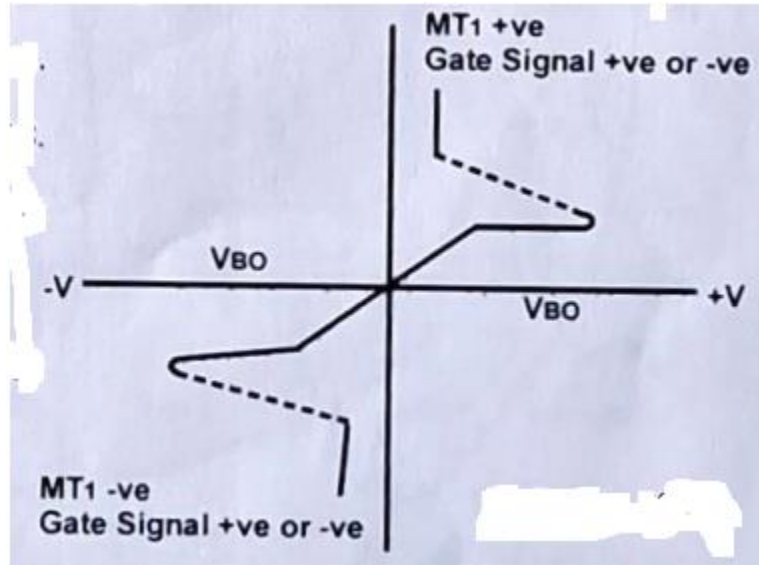 MT1 +ve
Gate Signal +ve or -ve
VBO
-V
VBO
+V
MT1 -ve
Gate Signal +ve or -ve